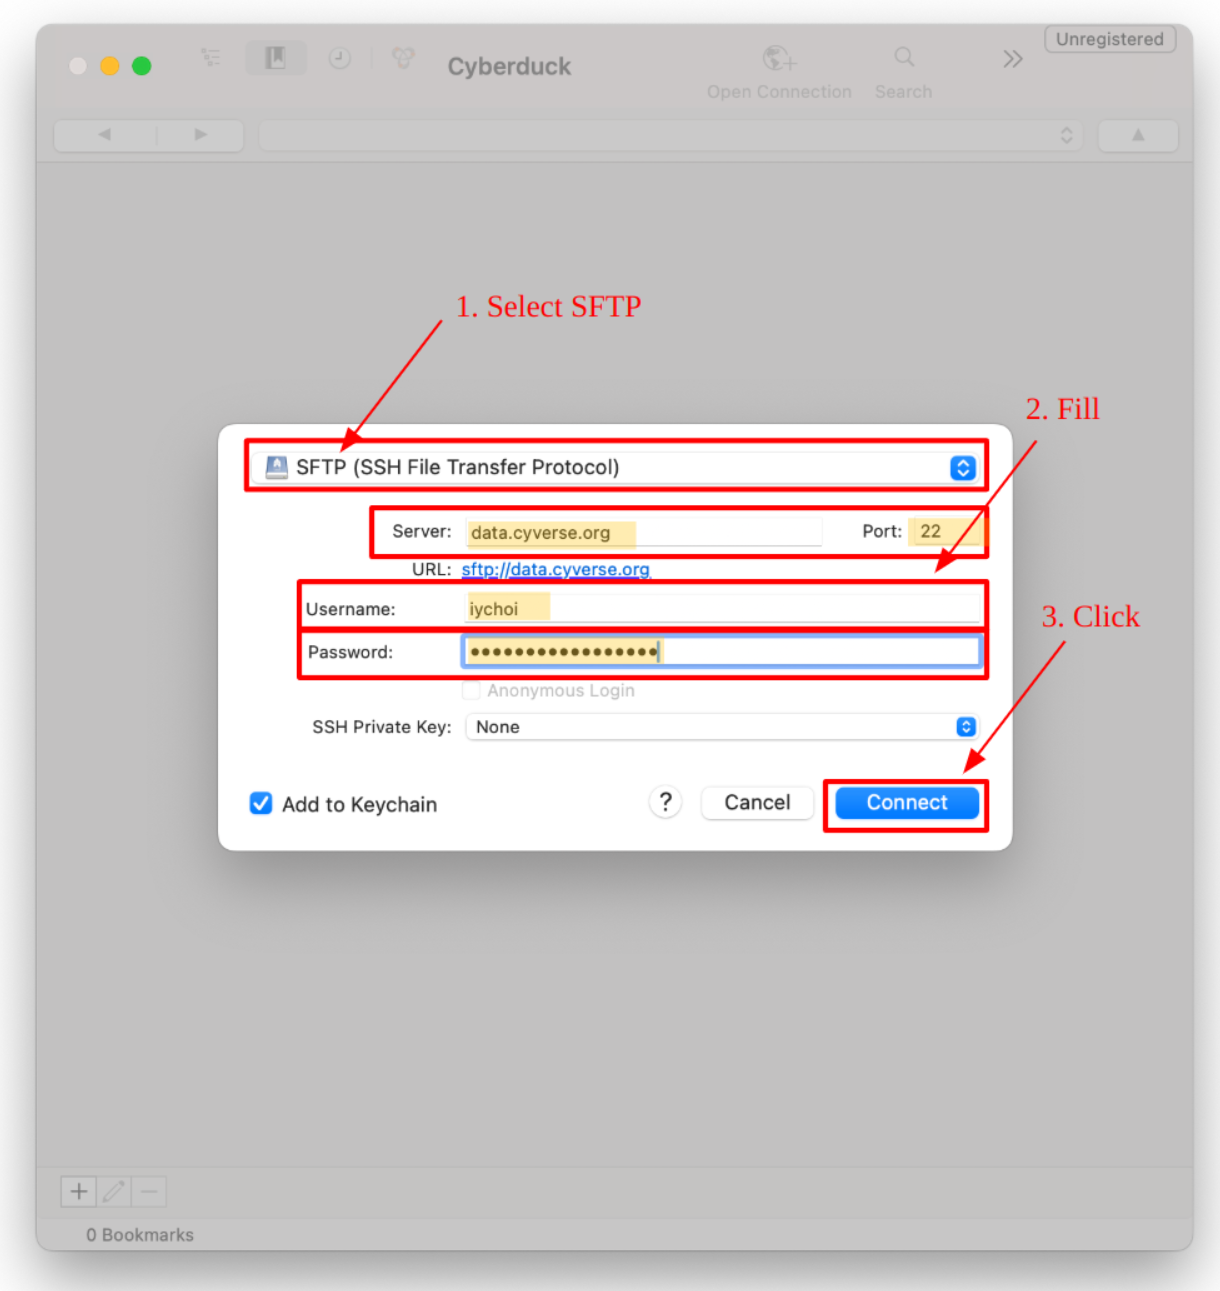 Unregistered
Cyberduck
Open Connection Search
1. Select SFTP
2. Fill
SFTP (SSH File Transfer Protocol)
Server: data.cyverse.org Port: 22
URL: sftp://data.cyverse.org
Username: iychoi
3. Click
Password: •••••••••••••••••
Anonymous Login
SSH Private Key: None
Add to Keychain ? Cancel Connect
0 Bookmarks